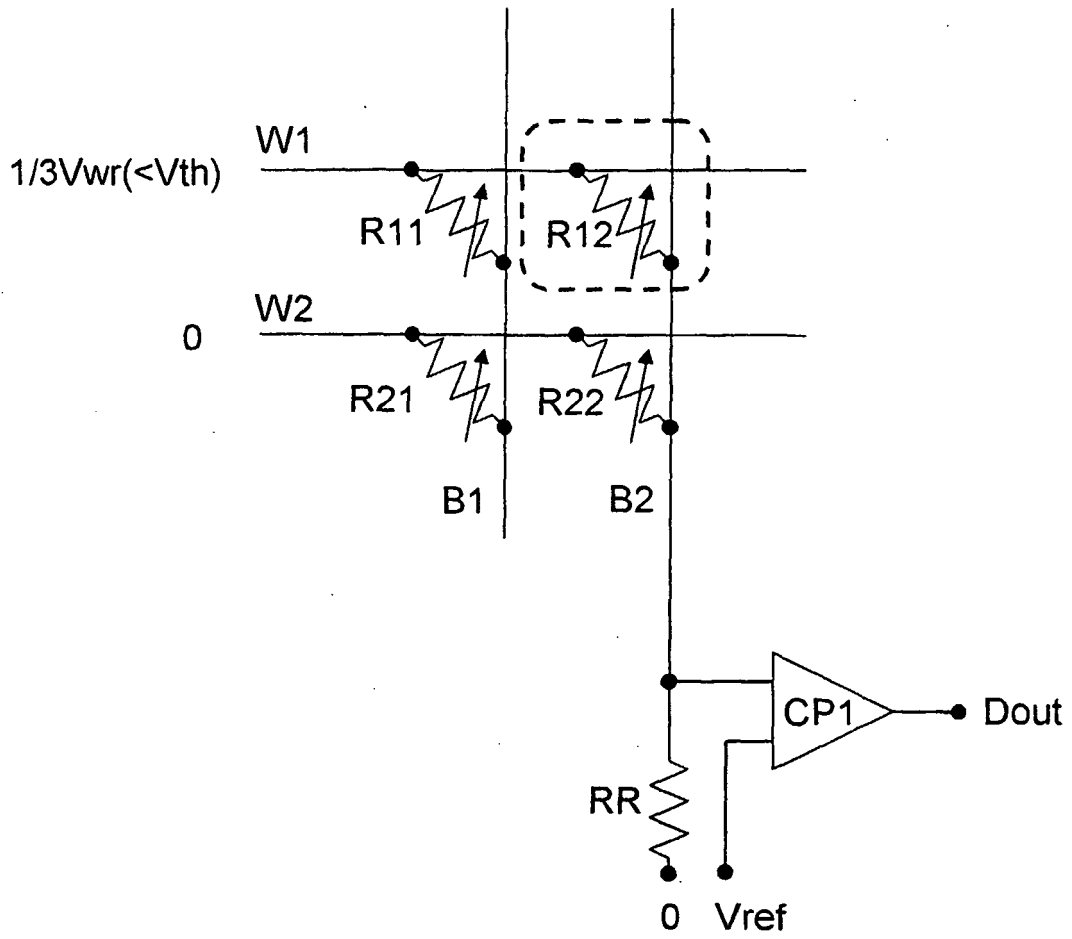 W1
1/3Vwr(<Vth)
R11
R12
W2
0
R21
R22
B1
B2
CP1
Dout
RR
0
Vref